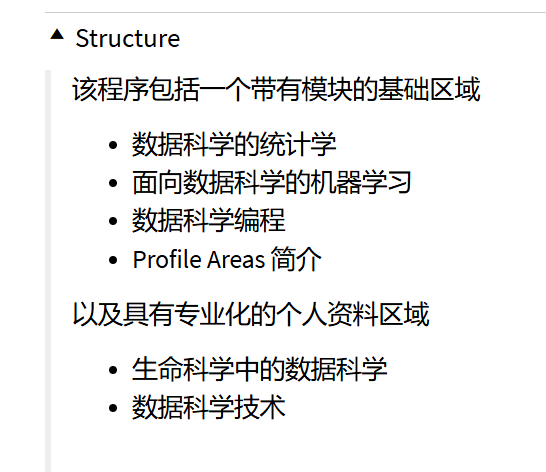 Structure
该程序包括一个带有模块的基础区域
数据科学的统计学
面向数据科学的机器学习
数据科学编程
Profile Areas 简介
以及具有专业化的个人资料区域
生命科学中的数据科学
数据科学技术